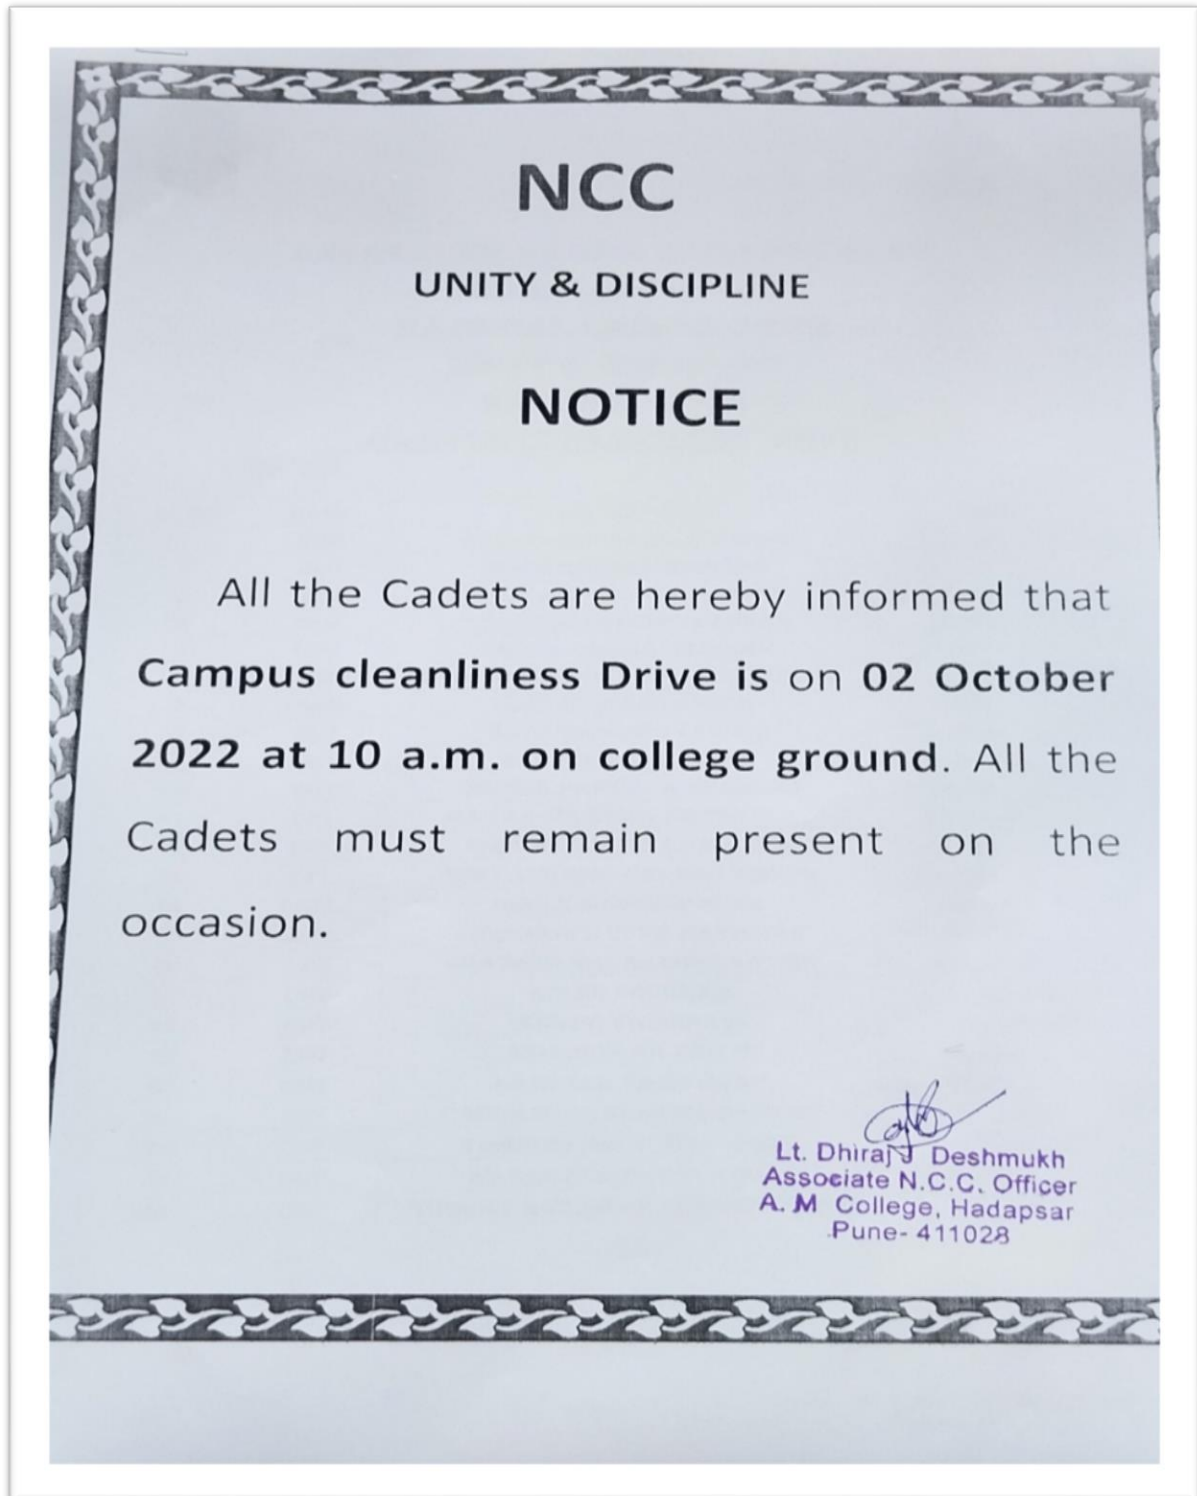 NCC
UNITY & DISCIPLINE
NOTICE
All the Cadets are hereby informed that
Campus cleanliness Drive is on 02 October
2022 at 10 a.m. on college ground. All the
Cadets must remain present on the
occasion.
Lt. Dhiraj J Deshmukh
Associate N.C.C. Officer
A. M College, Hadapsar
Pune- 411028